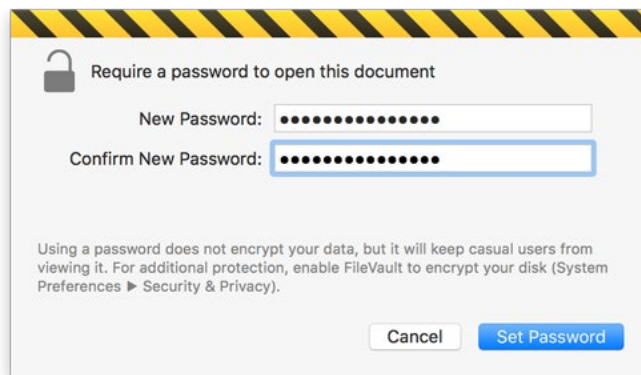 Require a password to open this document
New Password: •••••••••••••••
Confirm New Password: •••••••••••••••
Using a password does not encrypt your data, but it will keep casual users from
viewing it. For additional protection, enable FileVault to encrypt your disk (System
Preferences ▶ Security & Privacy).
Cancel Set Password